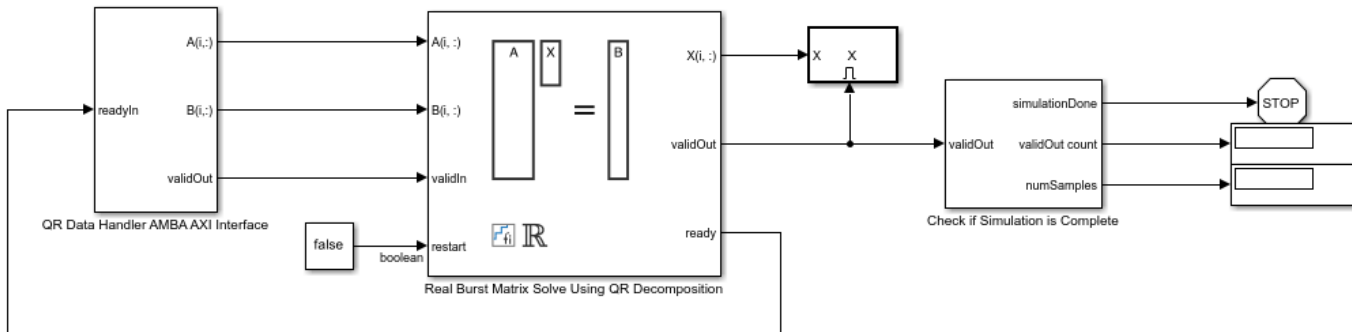 readyIn
A(i,:)
B(i,:)
validOut
QR Data Handler AMBA AXI Interface
false
boolean
A(i, :)
B(i, :)
validIn
restart
A
X
=
B
fi ℝ
X(i, :)
validOut
ready
Real Burst Matrix Solve Using QR Decomposition
X X
validOut
simulationDone
validOut count
numSamples
Check if Simulation is Complete
STOP